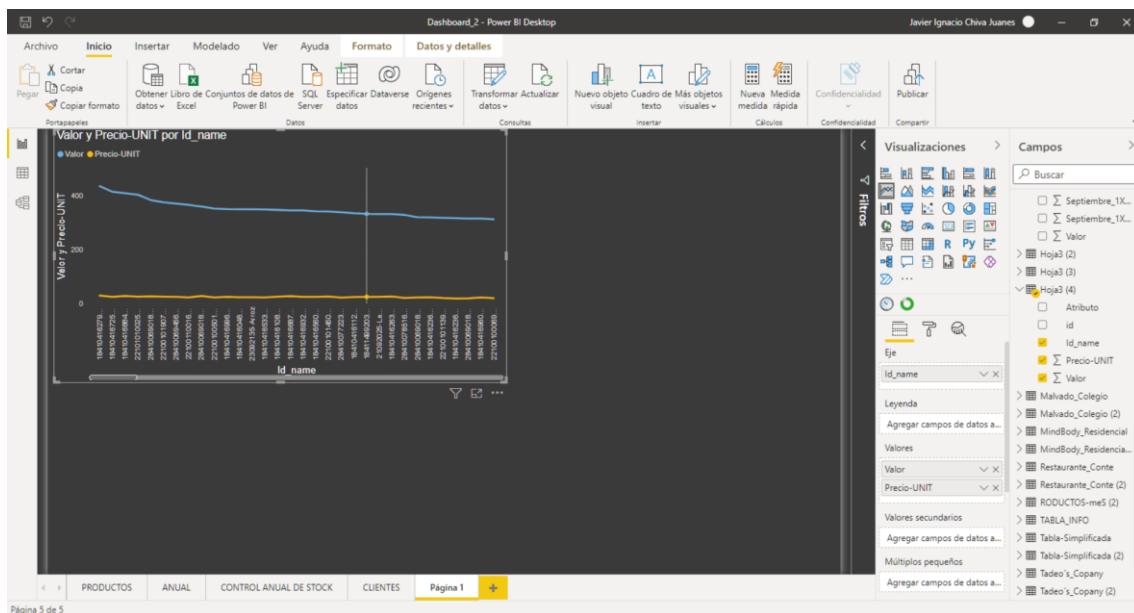 Dashboard_2 - Power BI Desktop
Javier Ignacio Chiva Juanes
Archivo Inicio Insertar Modelado Ver Ayuda Formato Datos y detalles
Pegar
Cortar
Copia
Copiar formato
Portapapeles
Obtener datos
Libro de Excel
Conjuntos de datos de Power BI
SQL Server
Especificar datos
Dataverse
Orígenes recientes
Datos
Transformar datos
Actualizar
Consultas
Nuevo objeto visual
Cuadro de texto
Más objetos visuales
Insertar
Nueva medida
Medida rápida
Cálculos
Confidencialidad
Confidencialidad
Publicar
Compartir
Valor y Precio-UNIT por Id_name
Valor Precio-UNIT
Valor y Precio-UNIT
400
200
0
Id_name
Filtros
Visualizaciones
R Py
Eje
Id_name
Leyenda
Agregar campos de datos a...
Valores
Valor
Precio-UNIT
Valores secundarios
Agregar campos de datos a...
Múltiplos pequeños
Agregar campos de datos a...
Campos
Buscar
Septiembre_1X...
Septiembre_1X...
Valor
Hoja3 (2)
Hoja3 (3)
Hoja3 (4)
Atributo
id
Id_name
Precio-UNIT
Valor
Malvado_Colegio
Malvado_Colegio (2)
MindBody_Residencial
MindBody_Residencia...
Restaurante_Conte
Restaurante_Conte (2)
RODUCTOS-meS (2)
TABLA_INFO
Tabla-Simplificada
Tabla-Simplificada (2)
Tadeo's_Copany
Tadeo's_Copany (2)
PRODUCTOS ANUAL CONTROL ANUAL DE STOCK CLIENTES Página 1
Página 5 de 5